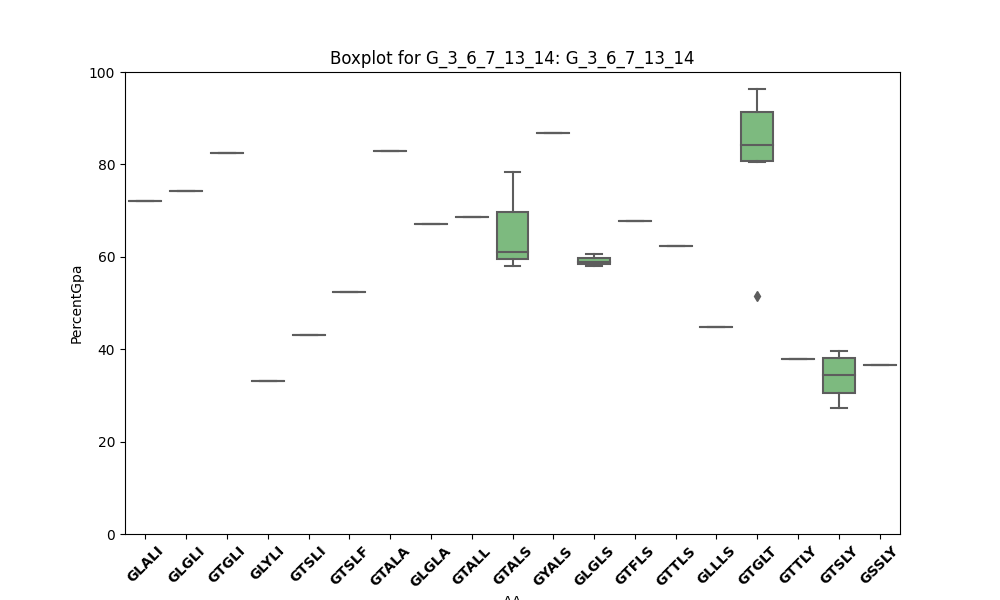 Boxplot for G_3_6_7_13_14: G_3_6_7_13_14
100
80
60
40
20
0
PercentGpa
GLALI
GLGLI
GTGLI
GLYLI
GTSLI
GTSLF
GTALA
GLGLA
GTALL
GTALS
GYALS
GLGLS
GTFLS
GTTLS
GLLLS
GTGLT
GTTLY
GTSLY
GSSLY
AA